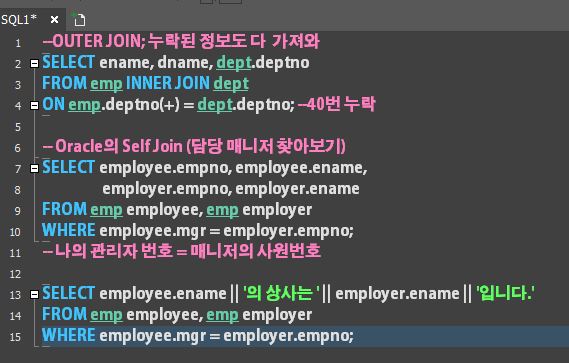 SQL1*
1 --OUTER JOIN; 누락된 정보도 다 가져와
2 SELECT ename, dname, dept.deptno
3 FROM emp INNER JOIN dept
4 ON emp.deptno(+) = dept.deptno; --40번 누락
5
6 -- Oracle의 Self Join (담당 매니저 찾아보기)
7 SELECT employee.empno, employee.ename,
8 employer.empno, employer.ename
9 FROM emp employee, emp employer
10 WHERE employee.mgr = employer.empno;
11 -- 나의 관리자 번호 = 매니저의 사원번호
12
13 SELECT employee.ename || '의 상사는 ' || employer.ename || '입니다.'
14 FROM emp employee, emp employer
15 WHERE employee.mgr = employer.empno;